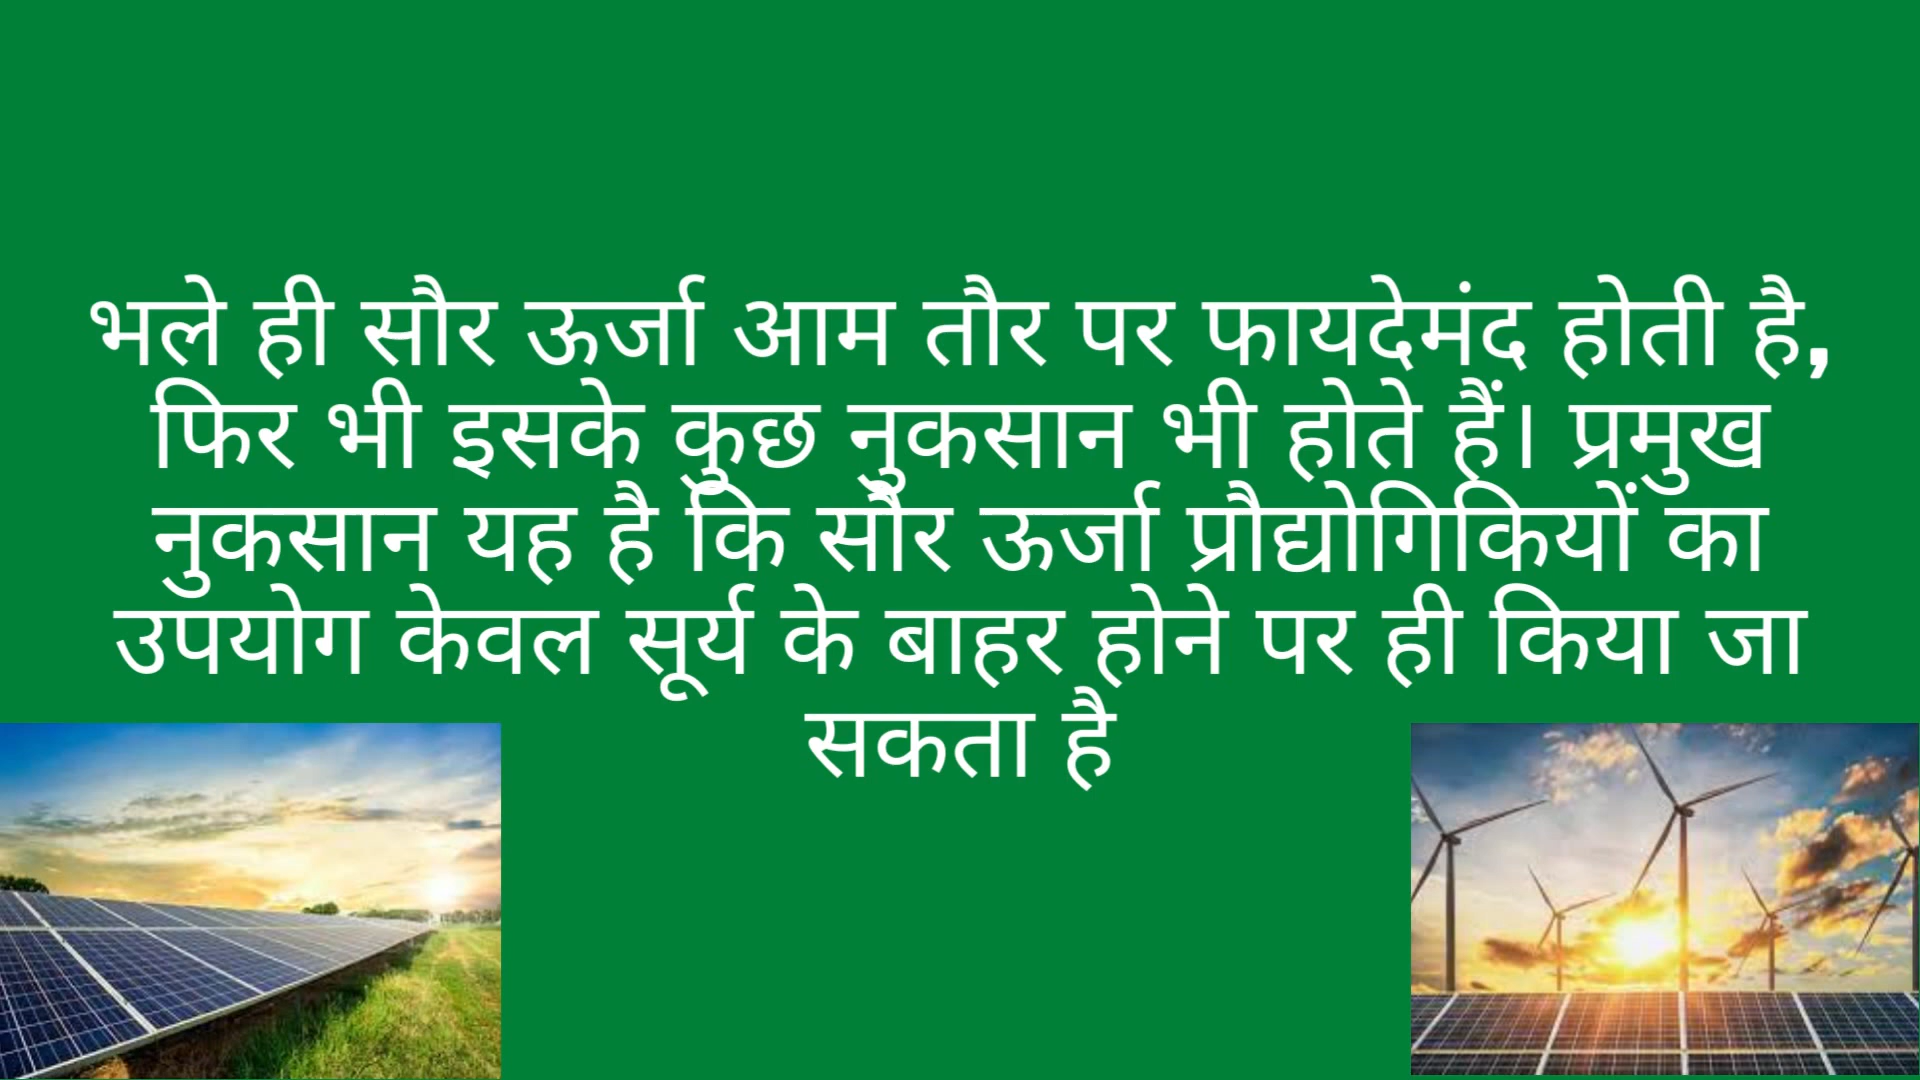 भले ही सौर ऊर्जा आम तौर पर फायदेमंद होती है,
फिर भी इसके कुछ नुकसान भी होते हैं। प्रमुख
नुकसान यह है कि सौर ऊर्जा प्रौद्योगिकियों का
उपयोग केवल सूर्य के बाहर होने पर ही किया जा
सकता है